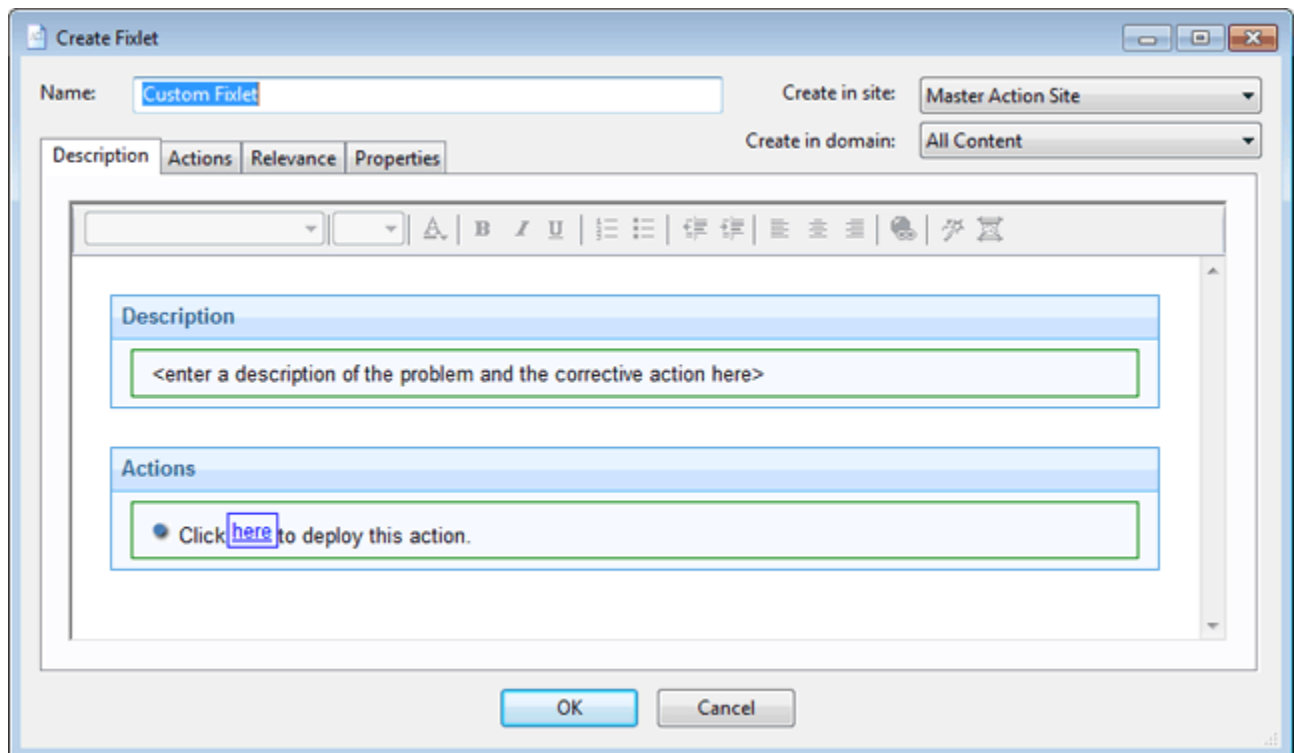 Create Fixlet
Name: Custom Fixlet Create in site: Master Action Site
Create in domain: All Content
Description Actions Relevance Properties
A B I U
Description
<enter a description of the problem and the corrective action here>
Actions
Click here to deploy this action.
OK Cancel